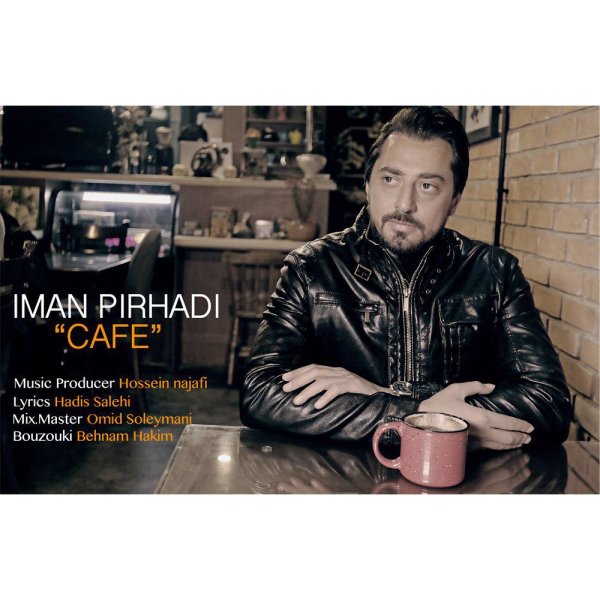 IMAN PIRHADI
“CAFE”
Music Producer Hossein najafi
Lyrics Hadis Salehi
Mix.Master Omid Soleymani
Bouzouki Behnam Hakim